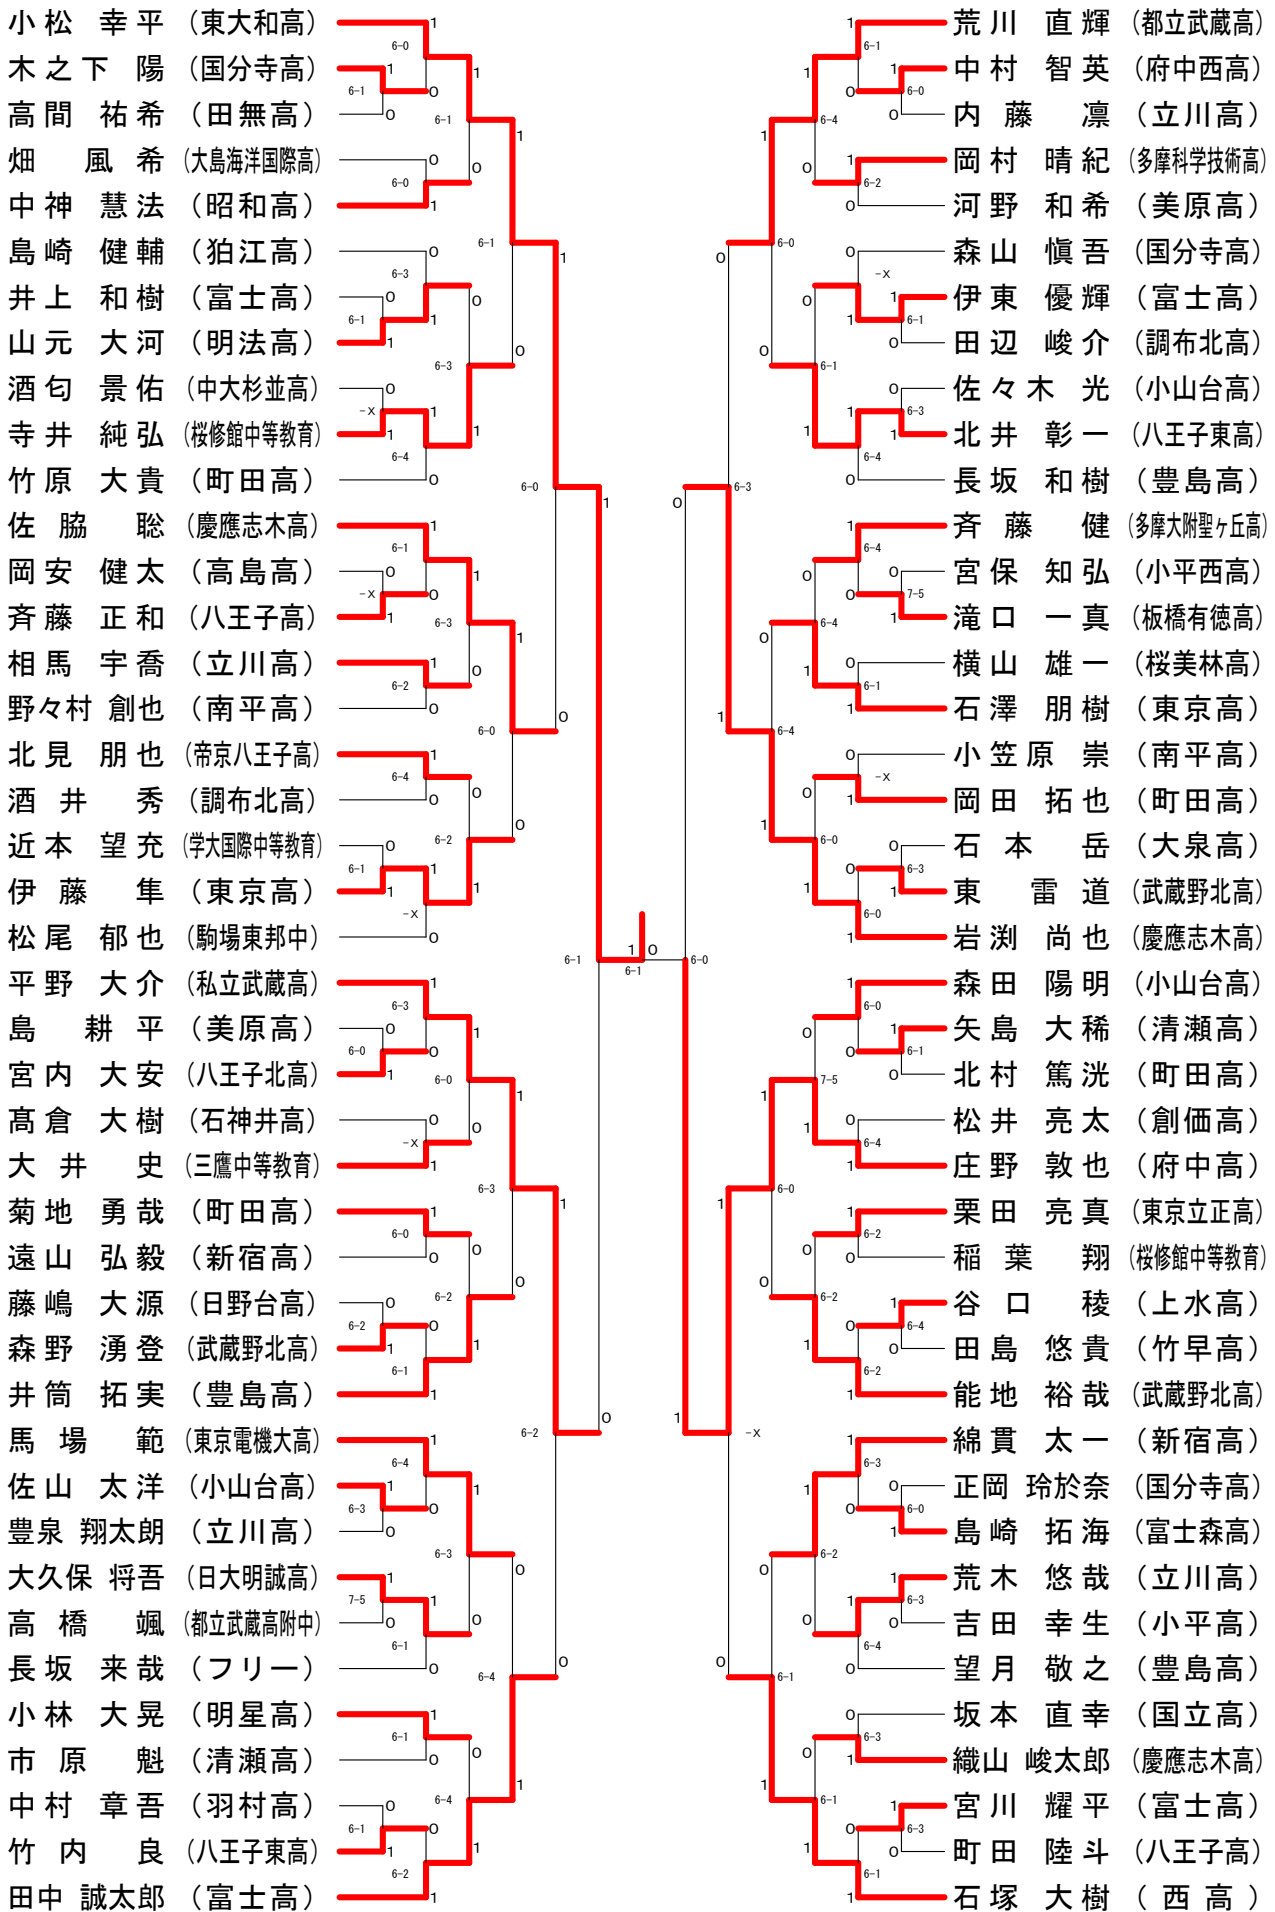 小松 幸平 （東大和高）
木之下 陽 （国分寺高）
高間 祐希 （田無高）
畑 風希 （大島海洋国際高）
中神 慧法 （昭和高）
島崎 健輔 （狛江高）
井上 和樹 （富士高）
山元 大河 （明法高）
酒匂 景佑 （中大杉並高）
寺井 純弘 （桜修館中等教育）
竹原 大貴 （町田高）
佐脇 聡 （慶應志木高）
岡安 健太 （高島高）
斉藤 正和 （八王子高）
相馬 宇喬 （立川高）
野々村 創也 （南平高）
北見 朋也 （帝京八王子高）
酒井 秀 （調布北高）
近本 望充 （学大国際中等教育）
伊藤 隼 （東京高）
松尾 郁也 （駒場東邦中）
平野 大介 （私立武蔵高）
島 耕平 （美原高）
宮内 大安 （八王子北高）
髙倉 大樹 （石神井高）
大井 史 （三鷹中等教育）
菊地 勇哉 （町田高）
遠山 弘毅 （新宿高）
藤嶋 大源 （日野台高）
森野 湧登 （武蔵野北高）
井筒 拓実 （豊島高）
馬場 範 （東京電機大高）
佐山 太洋 （小山台高）
豊泉 翔太朗 （立川高）
大久保 将吾 （日大明誠高）
高橋 颯 （都立武蔵高附中）
長坂 来哉 （フリー）
小林 大晃 （明星高）
市原 魁 （清瀬高）
中村 章吾 （羽村高）
竹内 良 （八王子東高）
田中 誠太郎 （富士高）
荒川 直輝 （都立武蔵高）
中村 智英 （府中西高）
内藤 凛 （立川高）
岡村 晴紀 （多摩科学技術高）
河野 和希 （美原高）
森山 愼吾 （国分寺高）
伊東 優輝 （富士高）
田辺 峻介 （調布北高）
佐々木 光 （小山台高）
北井 彰一 （八王子東高）
長坂 和樹 （豊島高）
斉藤 健 （多摩大附聖ヶ丘高）
宮保 知弘 （小平西高）
滝口 一真 （板橋有徳高）
横山 雄一 （桜美林高）
石澤 朋樹 （東京高）
小笠原 崇 （南平高）
岡田 拓也 （町田高）
石本 岳 （大泉高）
東 雷道 （武蔵野北高）
岩渕 尚也 （慶應志木高）
森田 陽明 （小山台高）
矢島 大稀 （清瀬高）
北村 篤洸 （町田高）
松井 亮太 （創価高）
庄野 敦也 （府中高）
栗田 亮真 （東京立正高）
稲葉 翔 （桜修館中等教育）
谷口 稜 （上水高）
田島 悠貴 （竹早高）
能地 裕哉 （武蔵野北高）
綿貫 太一 （新宿高）
正岡 玲於奈 （国分寺高）
島崎 拓海 （富士森高）
荒木 悠哉 （立川高）
吉田 幸生 （小平高）
望月 敬之 （豊島高）
坂本 直幸 （国立高）
織山 峻太郎 （慶應志木高）
宮川 耀平 （富士高）
町田 陸斗 （八王子高）
石塚 大樹 （西高）